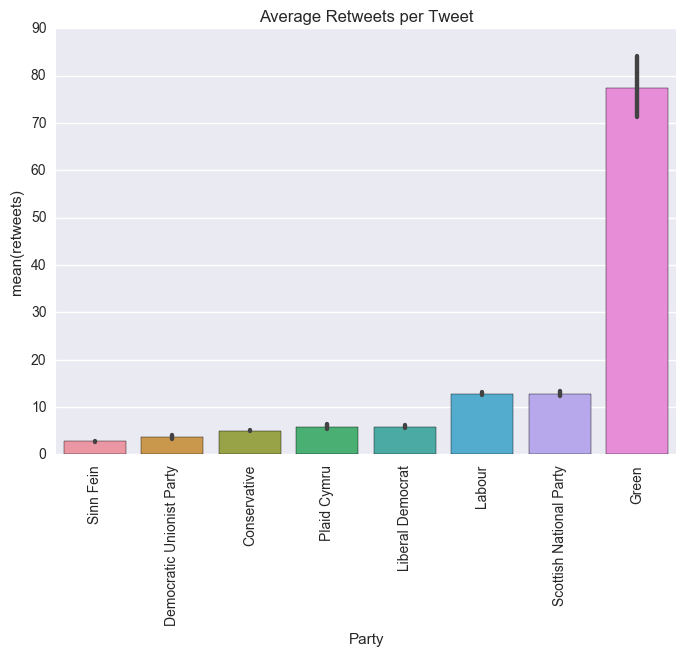 Average Retweets per Tweet
mean(retweets)
90
80
70
60
50
40
30
20
10
0
Sinn Fein
Democratic Unionist Party
Conservative
Plaid Cymru
Liberal Democrat
Labour
Scottish National Party
Green
Party